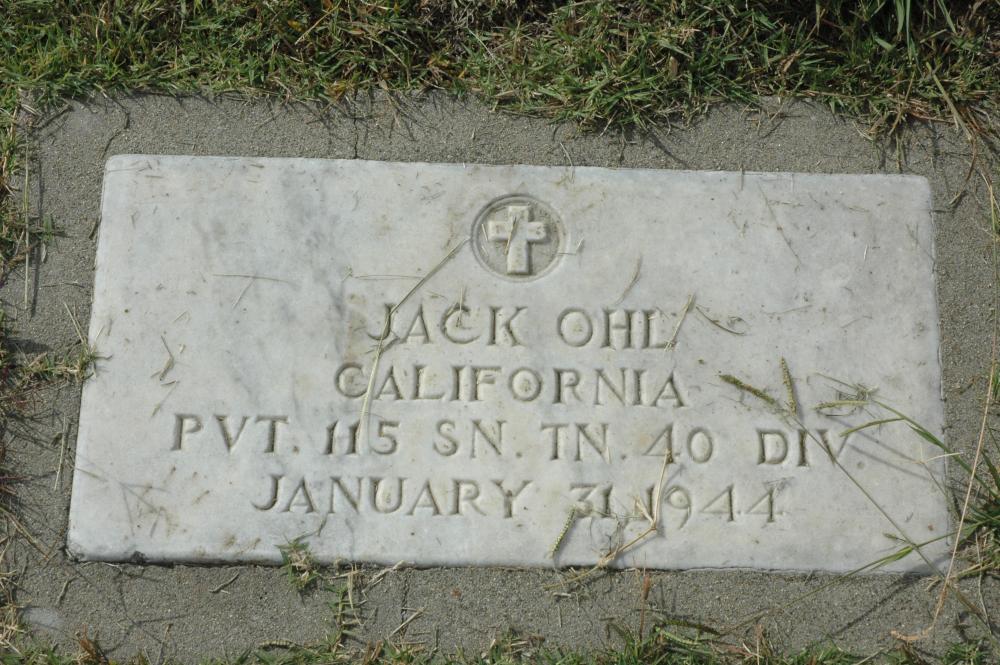 JACK OHL
CALIFORNIA
PVT. 115 SN. TN. 40 DIV
JANUARY 31, 1944